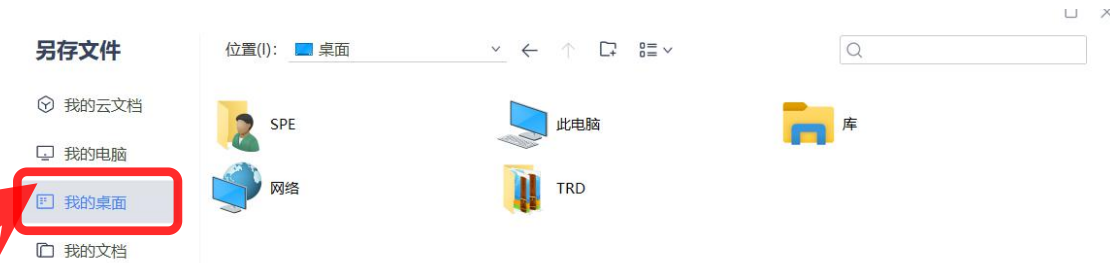 另存文件
位置(I): 桌面
我的云文档
我的电脑
我的桌面
我的文档
SPE
此电脑
库
网络
TRD